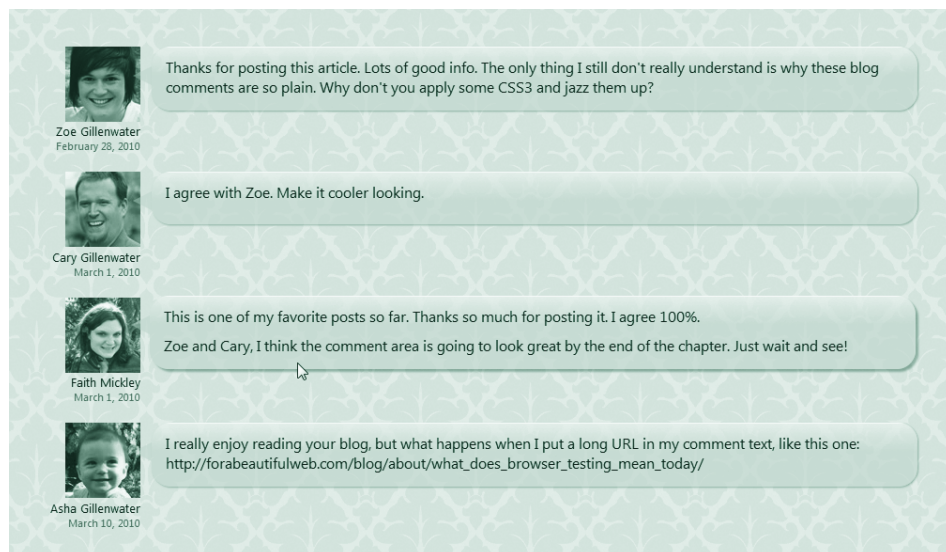 Thanks for posting this article. Lots of good info. The only thing I still don't really understand is why these blog
comments are so plain. Why don't you apply some CSS3 and jazz them up?
Zoe Gillenwater
February 28, 2010
I agree with Zoe. Make it cooler looking.
Cary Gillenwater
March 1, 2010
This is one of my favorite posts so far. Thanks so much for posting it. I agree 100%.
Zoe and Cary, I think the comment area is going to look great by the end of the chapter. Just wait and see!
Faith Mickley
March 1, 2010
I really enjoy reading your blog, but what happens when I put a long URL in my comment text, like this one:
http://forabeautifulweb.com/blog/about/what_does_browser_testing_mean_today/
Asha Gillenwater
March 10, 2010